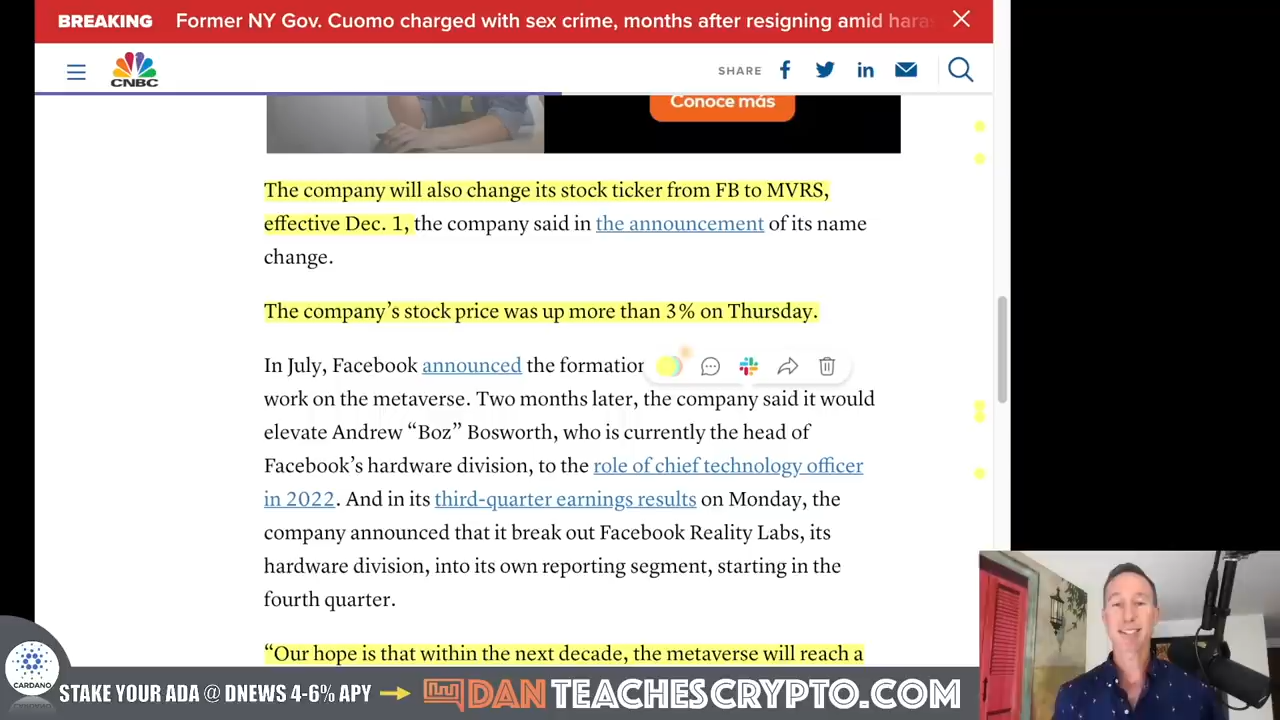 BREAKING Former NY Gov. Cuomo charged with sex crime, months after resigning amid
CNBC
SHARE
Conoce más
The company will also change its stock ticker from FB to MVRS,
effective Dec. 1, the company said in the announcement of its name
change.
The company’s stock price was up more than 3% on Thursday.
In July, Facebook announced the formation
work on the metaverse. Two months later, the company said it would
elevate Andrew “Boz” Bosworth, who is currently the head of
Facebook’s hardware division, to the role of chief technology officer
in 2022. And in its third-quarter earnings results on Monday, the
company announced that it break out Facebook Reality Labs, its
hardware division, into its own reporting segment, starting in the
fourth quarter.
“Our hope is that within the next decade, the metaverse will reach a
CARDANO
STAKE YOUR ADA @ DNEWS 4-6% APY
DANTEACHESCRYPTO.COM